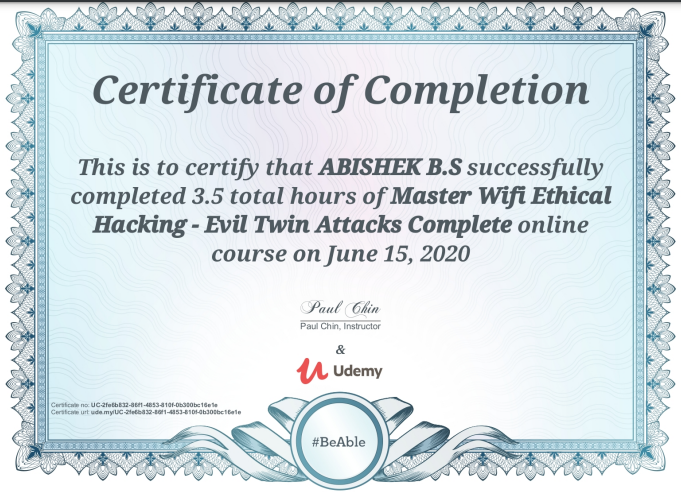 Certificate of Completion
This is to certify that ABISHEK B.S successfully
completed 3.5 total hours of Master Wifi Ethical
Hacking - Evil Twin Attacks Complete online
course on June 15, 2020
Paul Chin
Paul Chin, Instructor
&
Udemy
Certificate no: UC-2fe6b832-86f1-4853-810f-0b300bc16e1e
Certificate url: ude.my/UC-2fe6b832-86f1-4853-810f-0b300bc16e1e
#BeAble